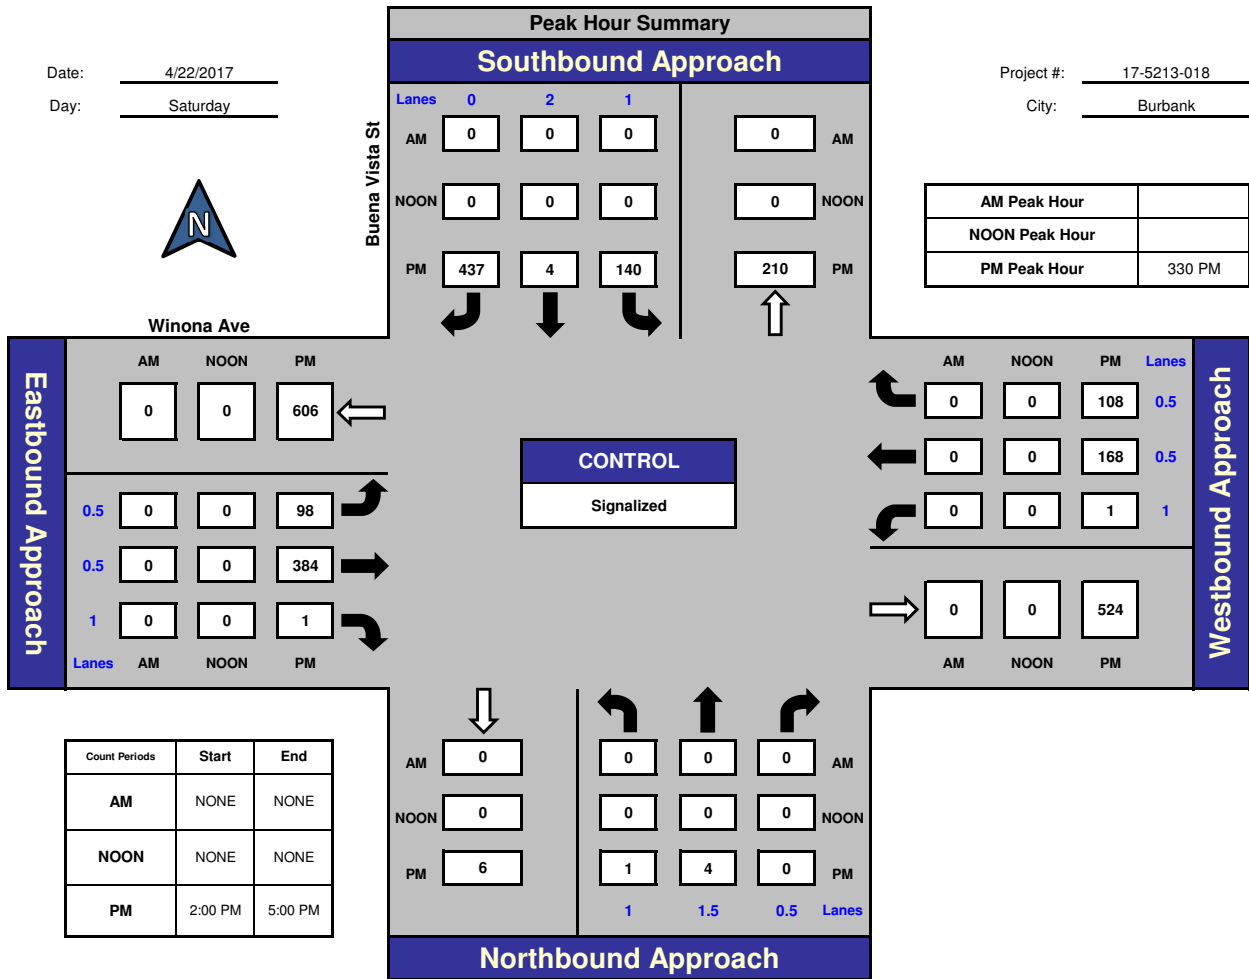 Peak Hour Summary
Southbound Approach
Date: 4/22/2017
Day: Saturday
Project #: 17-5213-018
City: Burbank
N
Buena Vista St
Lanes 0 2 1
AM 0 0 0 0 AM
NOON 0 0 0 0 NOON
PM 437 4 140 210 PM
AM Peak Hour
NOON Peak Hour
PM Peak Hour 330 PM
Winona Ave
Eastbound Approach
AM NOON PM
0 0 606
0.5 0 0 98
0.5 0 0 384
1 0 0 1
Lanes AM NOON PM
CONTROL
Signalized
AM NOON PM Lanes
0 0 108 0.5
0 0 168 0.5
0 0 1 1
0 0 524
AM NOON PM
Westbound Approach
Count Periods Start End
AM NONE NONE
NOON NONE NONE
PM 2:00 PM 5:00 PM
AM 0 0 0 0 AM
NOON 0 0 0 0 NOON
PM 6 1 4 0 PM
1 1.5 0.5 Lanes
Northbound Approach